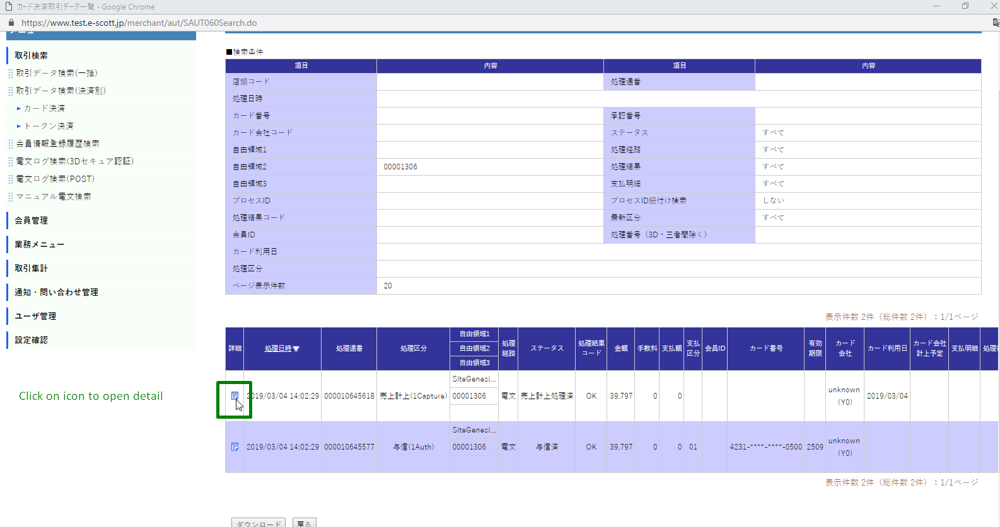 カード決済取引データ一覧 - Google Chrome
https://www.test.e-scott.jp/merchant/aut/SAUT060Search.do
取引検索
取引データ検索(一括)
取引データ検索(決済別)
カード決済
トークン決済
会員情報登録履歴検索
電文ログ検索(3Dセキュア認証)
電文ログ検索(POST)
マニュアル電文検索
会員管理
業務メニュー
取引集計
通知・問い合わせ管理
ユーザ管理
設定確認
Click on icon to open detail
■検索条件
項目 内容 項目 内容
店舗コード 処理通番
処理日時
カード番号 承認番号
カード会社コード ステータス すべて
自由領域1 処理経路 すべて
自由領域2 00001306 処理結果 すべて
自由領域3 支払明細 すべて
プロセスID プロセスID紐付け検索 しない
処理結果コード 最新区分 すべて
会員ID 処理番号（3D・三者間除く）
カード利用日
処理区分
ページ表示件数 20
表示件数 2件（総件数 2件）：1/1ページ
詳細 処理日時▼ 処理通番 処理区分 自由領域1 自由領域2 自由領域3 処理経路 ステータス 処理結果コード 金額 手数料 支払額 支払区分 会員ID カード番号 有効期限 カード会社 カード利用日 カード会社計上予定 支払明細
2019/03/04 14:02:29 000010645618 売上計上(1Capture) SiteGenesi... 00001306 電文 売上計上処理済 OK 39,797 0 0 unknown (Y0) 2019/03/04
2019/03/04 14:02:29 000010645577 与信(1Auth) SiteGenesi... 00001306 電文 与信済 OK 39,797 0 0 01 4231-****-****-0500 2509 unknown (Y0)
表示件数 2件（総件数 2件）：1/1ページ
ダウンロード 戻る